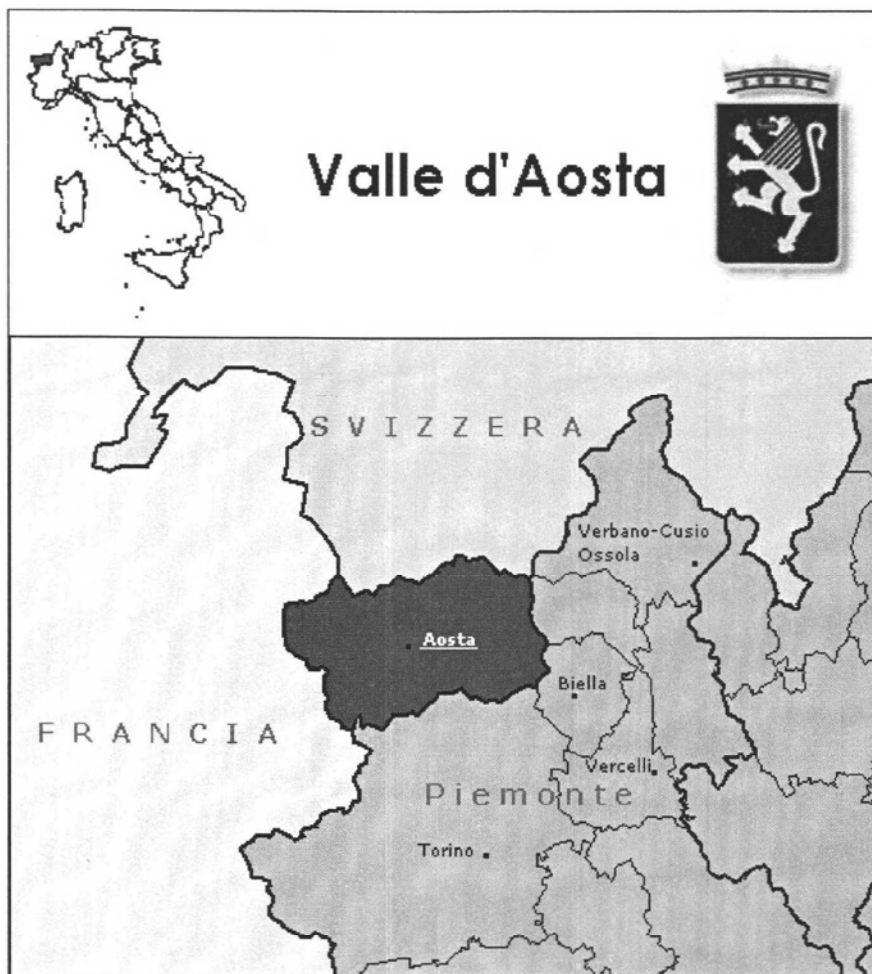 Valle d'Aosta
SVIZZERA
Verbano-Cusio
Ossola
Aosta
Biella
FRANCIA
Vercelli
Piemonte
Torino